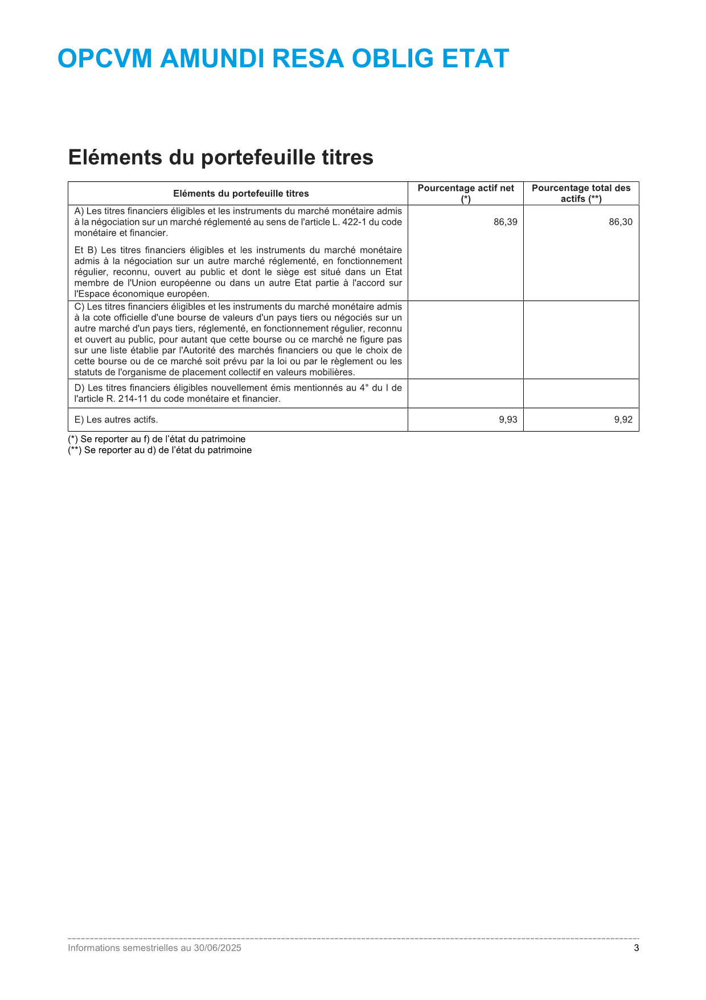 OPCVM AMUNDI RESA OBLIG ETAT
Eléments du portefeuille titres
Eléments du portefeuille titres
Pourcentage actif net
(*)
Pourcentage total des
actifs (**)
A) Les titres financiers éligibles et les instruments du marché monétaire admis
à la négociation sur un marché réglementé au sens de l'article L. 422-1 du code
monétaire et financier.
86,39
86,30
Et B) Les titres financiers éligibles et les instruments du marché monétaire
admis à la négociation sur un autre marché réglementé, en fonctionnement
régulier, reconnu, ouvert au public et dont le siège est situé dans un Etat
membre de l'Union européenne ou dans un autre Etat partie à l'accord sur
l'Espace économique européen.
C) Les titres financiers éligibles et les instruments du marché monétaire admis
à la cote officielle d'une bourse de valeurs d'un pays tiers ou négociés sur un
autre marché d'un pays tiers, réglementé, en fonctionnement régulier, reconnu
et ouvert au public, pour autant que cette bourse ou ce marché ne figure pas
sur une liste établie par l'Autorité des marchés financiers ou que le choix de
cette bourse ou de ce marché soit prévu par la loi ou par le règlement ou les
statuts de l'organisme de placement collectif en valeurs mobilières.
D) Les titres financiers éligibles nouvellement émis mentionnés au 4° du I de
l'article R. 214-11 du code monétaire et financier.
E) Les autres actifs.
9,93
9,92
(*) Se reporter au f) de l’état du patrimoine
(**) Se reporter au d) de l’état du patrimoine
Informations semestrielles au 30/06/2025
3